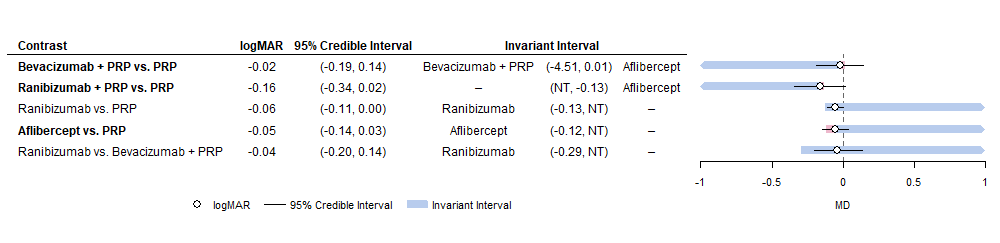 Contrast logMAR 95% Credible Interval Invariant Interval
Bevacizumab + PRP vs. PRP -0.02 (-0.19, 0.14) Bevacizumab + PRP (-4.51, 0.01) Aflibercept
Ranibizumab + PRP vs. PRP -0.16 (-0.34, 0.02) – (NT, -0.13) Aflibercept
Ranibizumab vs. PRP -0.06 (-0.11, 0.00) Ranibizumab (-0.13, NT) –
Aflibercept vs. PRP -0.05 (-0.14, 0.03) Aflibercept (-0.12, NT) –
Ranibizumab vs. Bevacizumab + PRP -0.04 (-0.20, 0.14) Ranibizumab (-0.29, NT) –
-1 -0.5 0 0.5 1
MD
logMAR 95% Credible Interval Invariant Interval